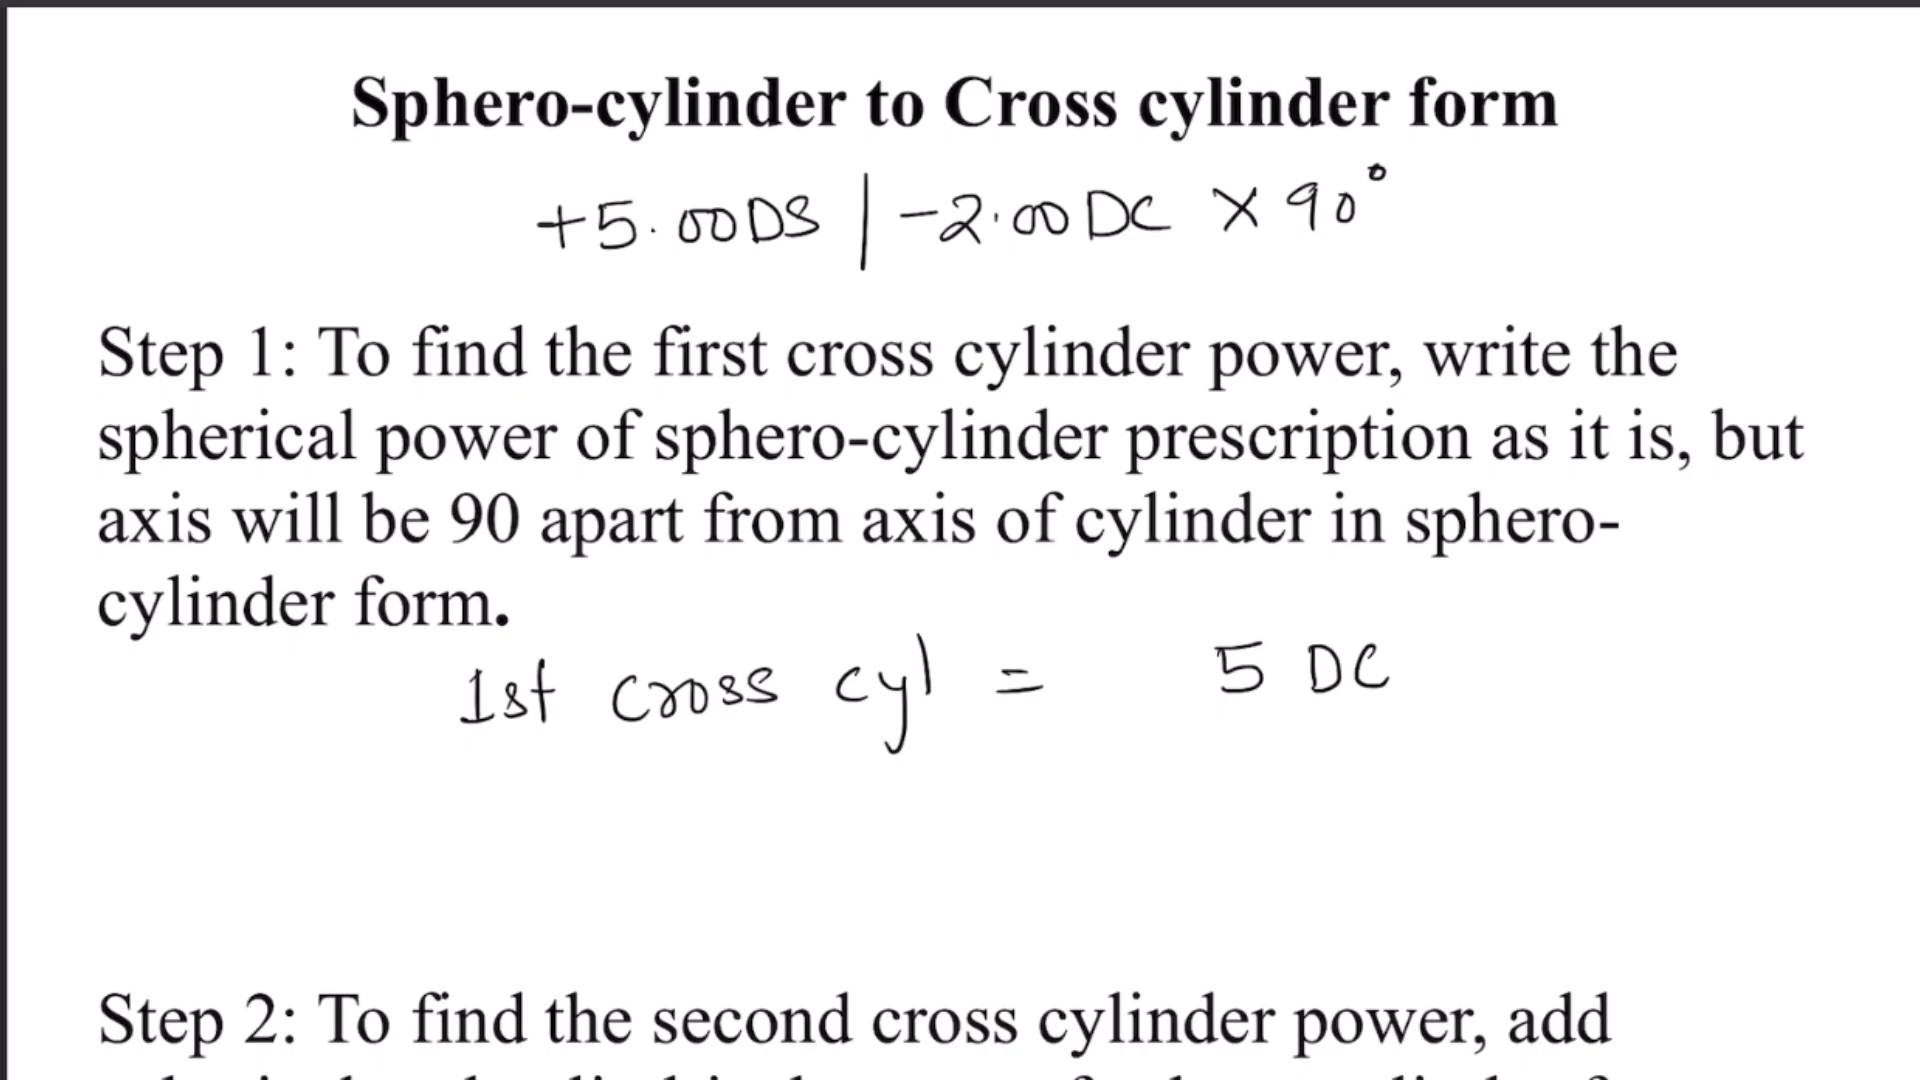 Sphero-cylinder to Cross cylinder form
+5.00DS | -2.00 DC X 90°
Step 1: To find the first cross cylinder power, write the
spherical power of sphero-cylinder prescription as it is, but
axis will be 90 apart from axis of cylinder in sphero-
cylinder form.
1st cross cyl = 5 DC
Step 2: To find the second cross cylinder power, add